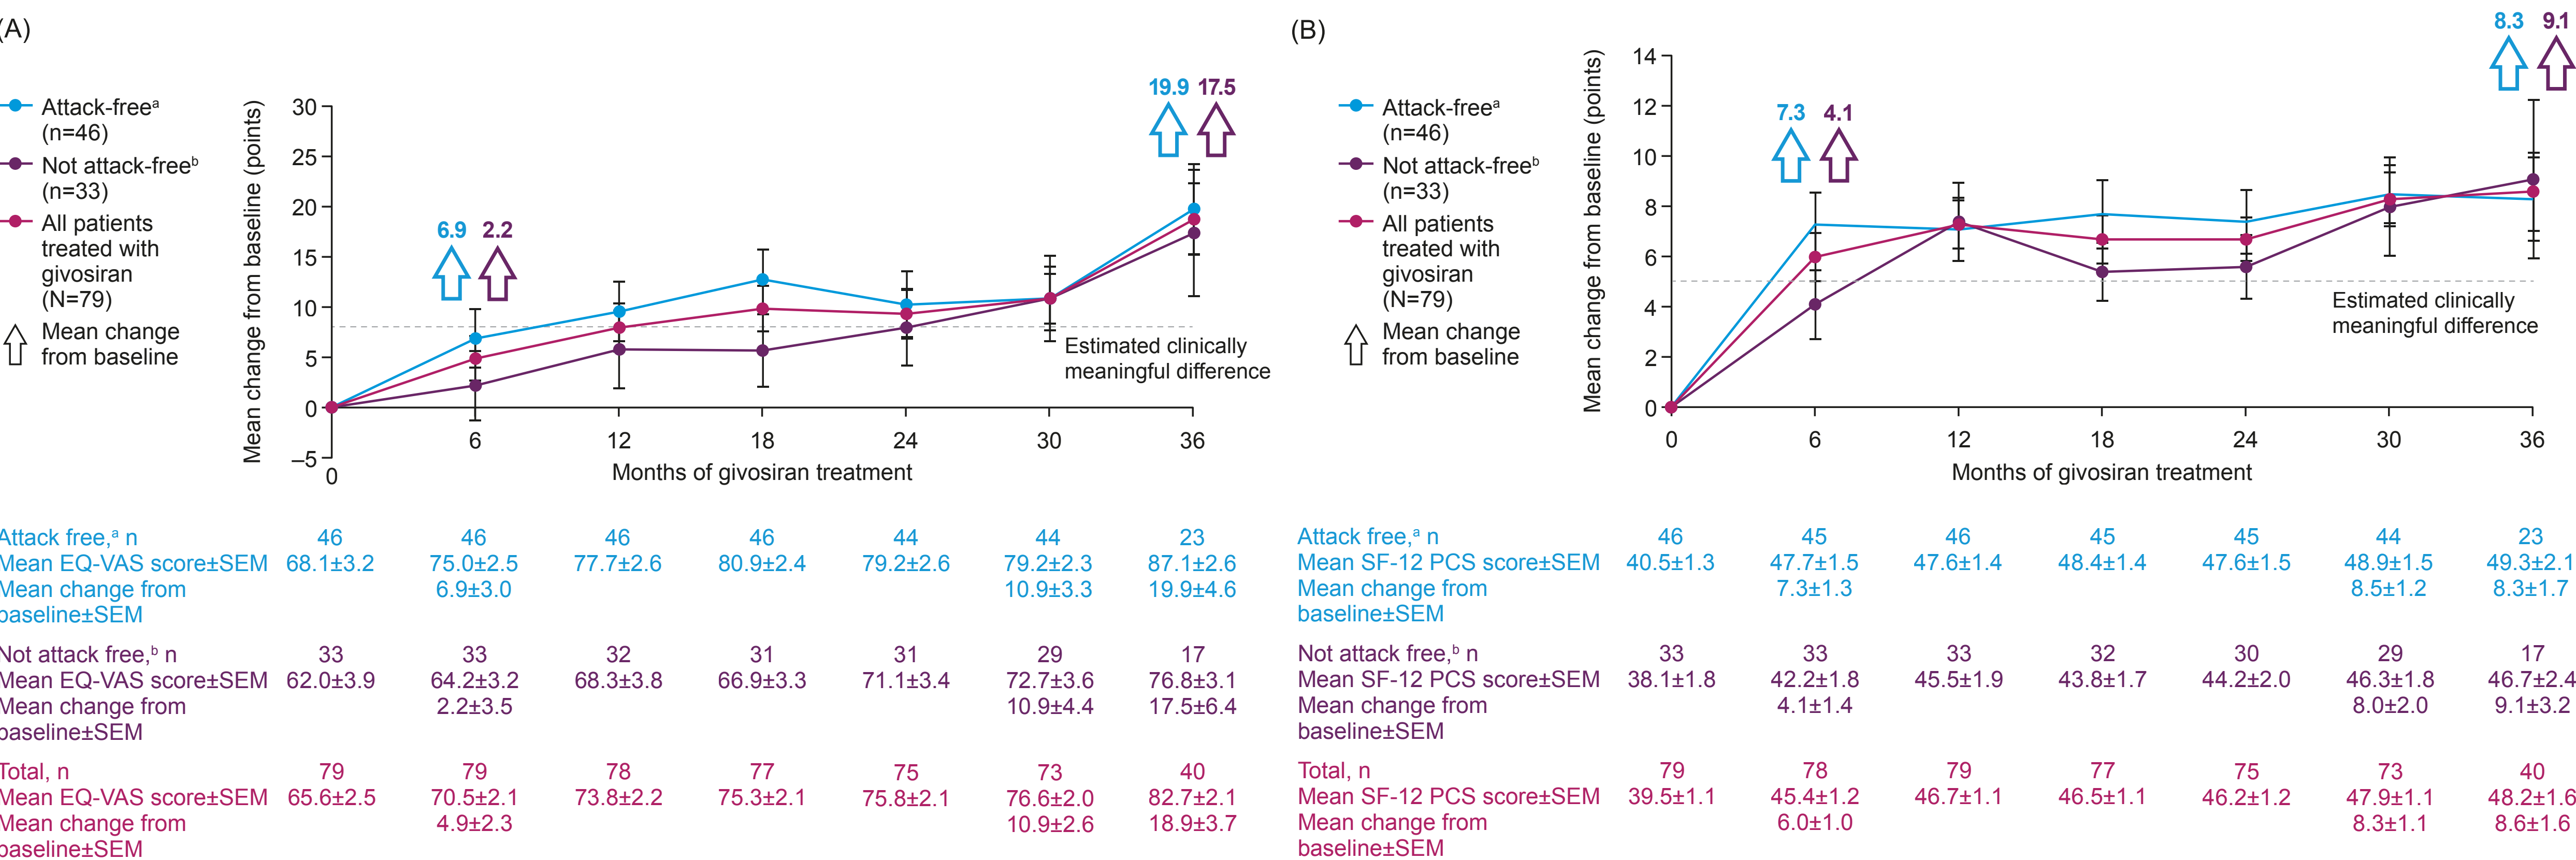 (A)
Attack-freeᵃ
(n=46)
Not attack-freeᵇ
(n=33)
All patients
treated with
givosiran
(N=79)
Mean change
from baseline
Mean change from baseline (points)
30
25
20
15
10
5
0
–5
6.9 2.2
19.9 17.5
Estimated clinically
meaningful difference
0 6 12 18 24 30 36
Months of givosiran treatment
Attack free,ᵃ n 46 46 46 46 44 44 23
Mean EQ-VAS score±SEM 68.1±3.2 75.0±2.5 77.7±2.6 80.9±2.4 79.2±2.6 79.2±2.3 87.1±2.6
Mean change from 6.9±3.0 10.9±3.3 19.9±4.6
baseline±SEM
Not attack free,ᵇ n 33 33 32 31 31 29 17
Mean EQ-VAS score±SEM 62.0±3.9 64.2±3.2 68.3±3.8 66.9±3.3 71.1±3.4 72.7±3.6 76.8±3.1
Mean change from 2.2±3.5 10.9±4.4 17.5±6.4
baseline±SEM
Total, n 79 79 78 77 75 73 40
Mean EQ-VAS score±SEM 65.6±2.5 70.5±2.1 73.8±2.2 75.3±2.1 75.8±2.1 76.6±2.0 82.7±2.1
Mean change from 4.9±2.3 10.9±2.6 18.9±3.7
baseline±SEM
(B)
Attack-freeᵃ
(n=46)
Not attack-freeᵇ
(n=33)
All patients
treated with
givosiran
(N=79)
Mean change
from baseline
Mean change from baseline (points)
14
12
10
8
6
4
2
0
7.3 4.1
8.3 9.1
Estimated clinically
meaningful difference
0 6 12 18 24 30 36
Months of givosiran treatment
Attack free,ᵃ n 46 45 46 45 45 44 23
Mean SF-12 PCS score±SEM 40.5±1.3 47.7±1.5 47.6±1.4 48.4±1.4 47.6±1.5 48.9±1.5 49.3±2.1
Mean change from 7.3±1.3 8.5±1.2 8.3±1.7
baseline±SEM
Not attack free,ᵇ n 33 33 33 32 30 29 17
Mean SF-12 PCS score±SEM 38.1±1.8 42.2±1.8 45.5±1.9 43.8±1.7 44.2±2.0 46.3±1.8 46.7±2.4
Mean change from 4.1±1.4 8.0±2.0 9.1±3.2
baseline±SEM
Total, n 79 78 79 77 75 73 40
Mean SF-12 PCS score±SEM 39.5±1.1 45.4±1.2 46.7±1.1 46.5±1.1 46.2±1.2 47.9±1.1 48.2±1.6
Mean change from 6.0±1.0 8.3±1.1 8.6±1.6
baseline±SEM